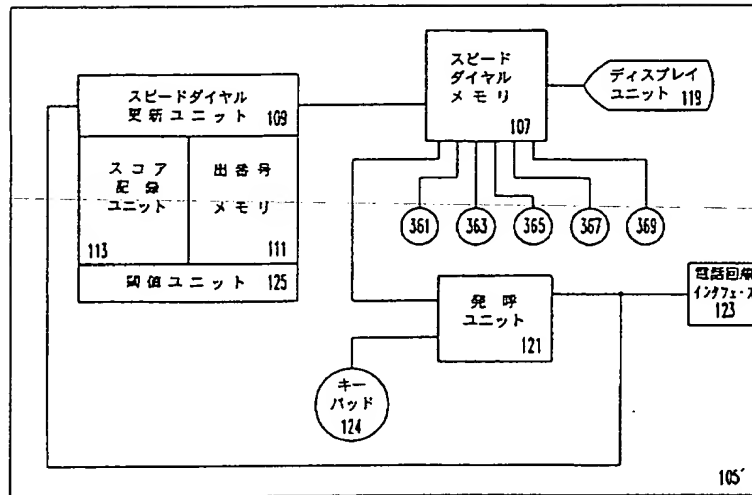 スピード
ダイヤル
メモリ
107
ディスプレイ
ユニット 119
スピードダイヤル
更新ユニット 109
スコア
記録
ユニット
113
出番号
メモリ
111
閾値ユニット 125
361
363
365
367
369
発呼
ユニット
121
電話回線
インタフェース
123
キー
パッド
124
105′